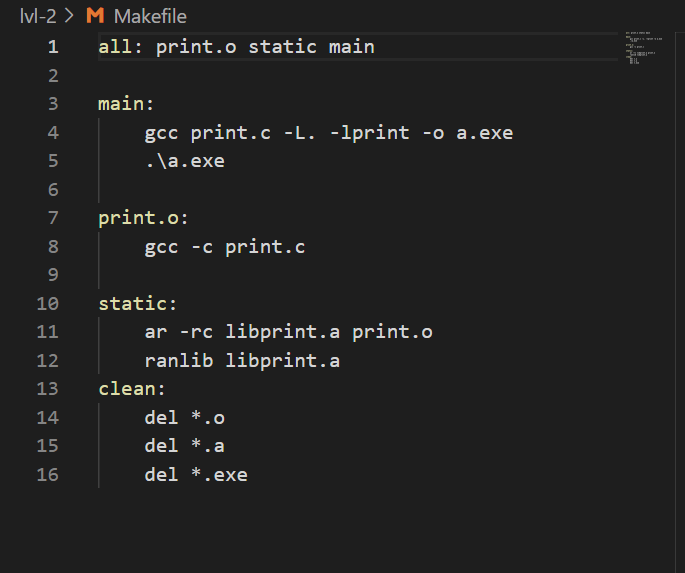 lvl-2 > Makefile
1 all: print.o static main
2
3 main:
4 gcc print.c -L. -lprint -o a.exe
5 .\a.exe
6
7 print.o:
8 gcc -c print.c
9
10 static:
11 ar -rc libprint.a print.o
12 ranlib libprint.a
13 clean:
14 del *.o
15 del *.a
16 del *.exe